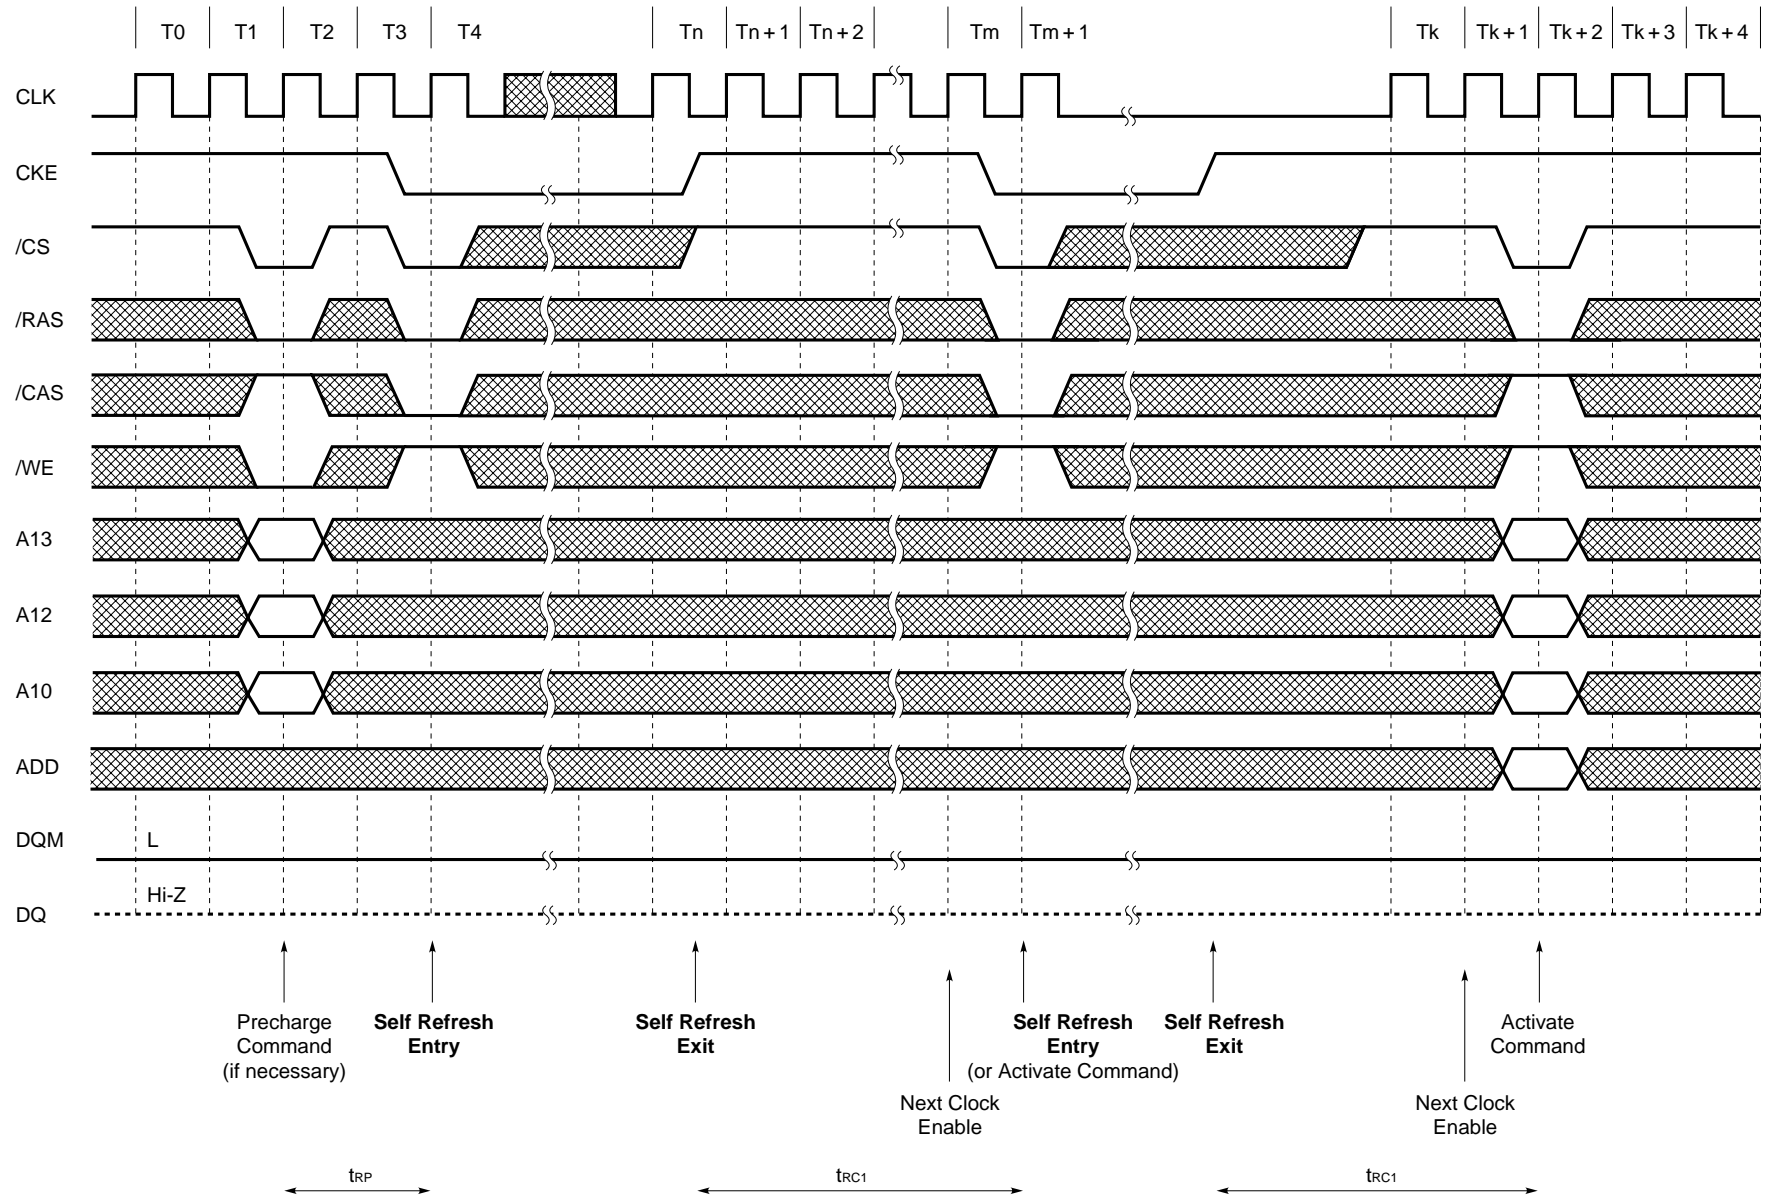 T0 T1 T2 T3 T4 Tn Tn + 1 Tn + 2 Tm Tm + 1 Tk Tk + 1 Tk + 2 Tk + 3 Tk + 4
CLK
CKE
/CS
/RAS
/CAS
/WE
A13
A12
A10
ADD
DQM L
Hi-Z
DQ
Precharge
Command
(if necessary)
Self Refresh
Entry
Self Refresh
Exit
Next Clock
Enable
Self Refresh
Entry
(or Activate Command)
Self Refresh
Exit
Next Clock
Enable
Activate
Command
tRP tRC1 tRC1